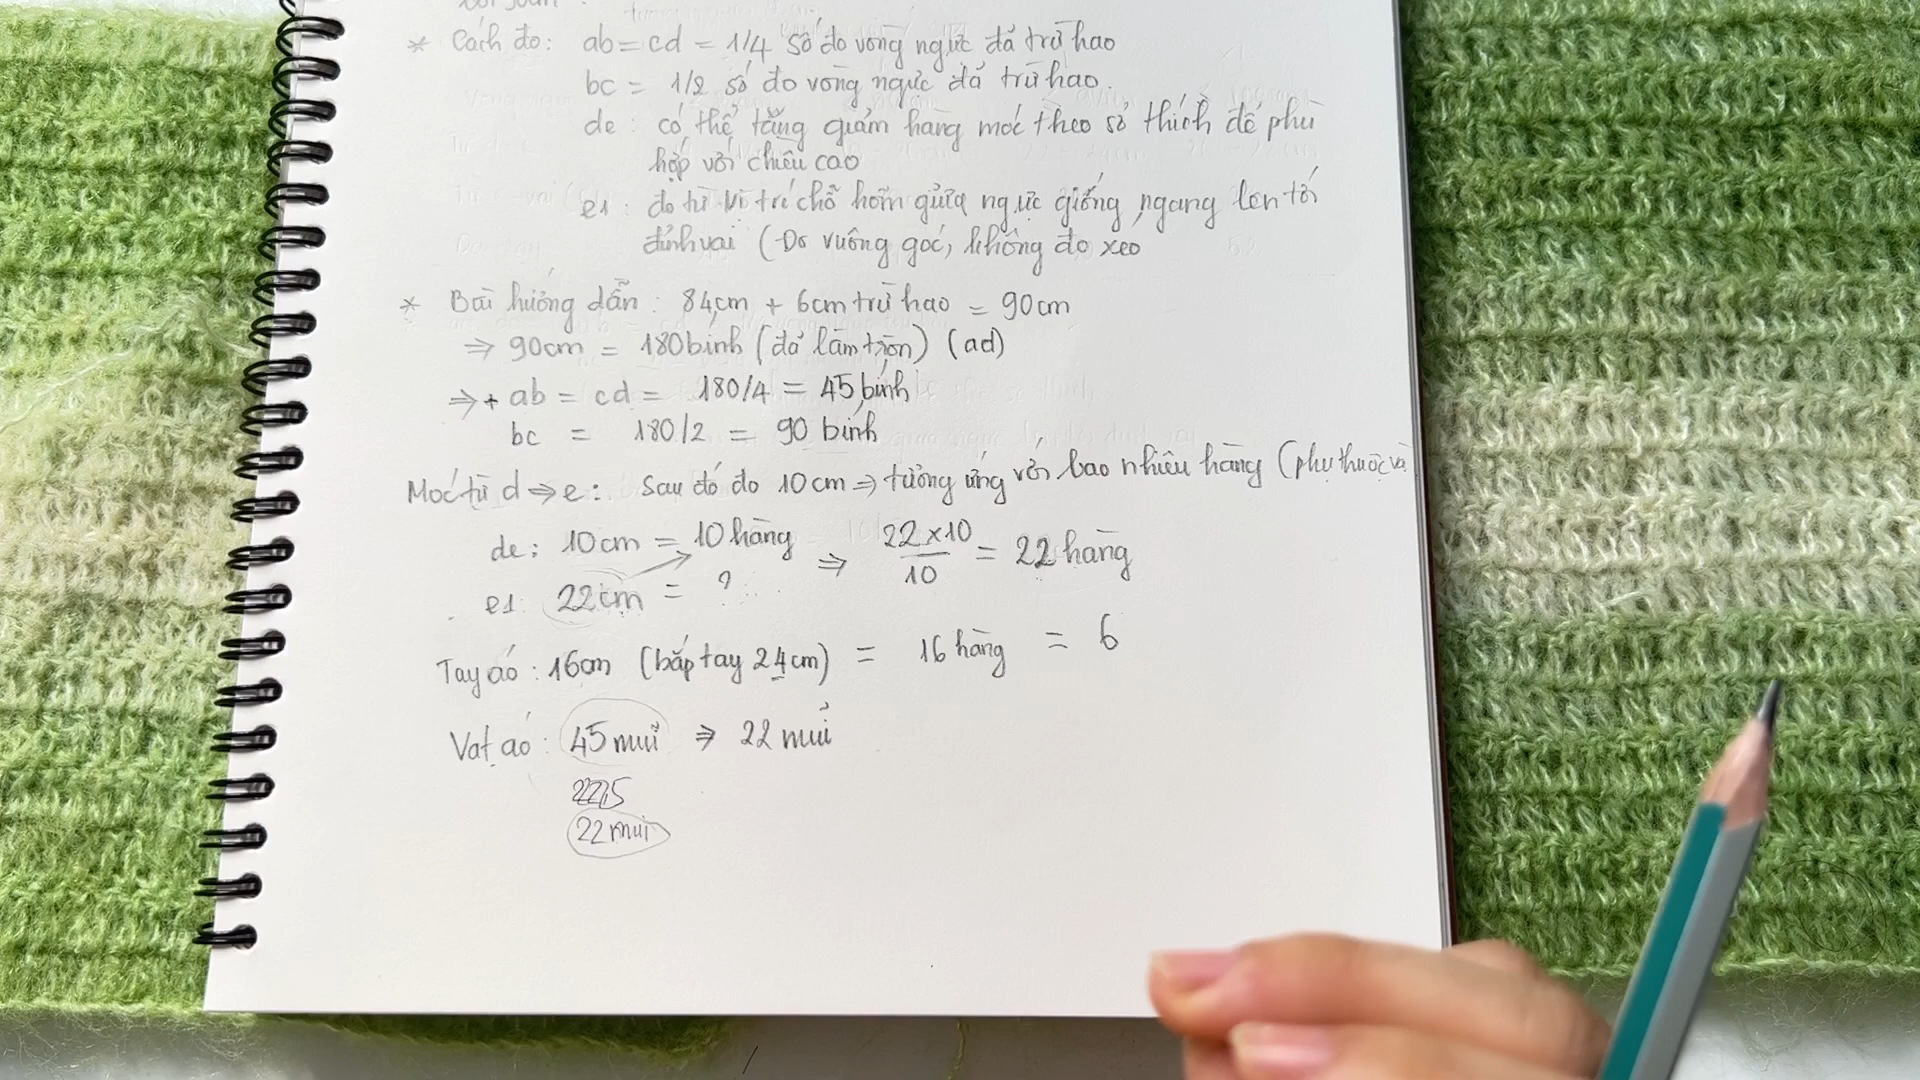 * Cách đo: ab = cd = 1/4 số đo vòng ngực đã trừ hao
bc = 1/2 số đo vòng ngực đã trừ hao.
de : có thể tăng giảm hàng móc theo sở thích để phù
hợp với chiều cao
e1 : đo từ vị trí chỗ hõm giữa ngực gióng ngang lên tới
đỉnh vai (Đo vuông góc, không đo xéo
* Bài hướng dẫn : 84cm + 6cm trừ hao = 90cm
⇒ 90cm = 180 bính (đã làm tròn) (ad)
⇒ + ab = cd = 180/4 = 45 bính
bc = 180/2 = 90 bính
Móc từ d ⇒ e : Sau đó đo 10cm ⇒ tương ứng với bao nhiêu hàng (phụ thuộc và
de : 10cm = 10 hàng ⇒ 22x10/10 = 22 hàng
e1: 22cm = ?
Tay áo : 16cm (bắp tay 24cm) = 16 hàng = 6
Vạt áo : 45 mũi ⇒ 22 mũi
22,5
22 mũi